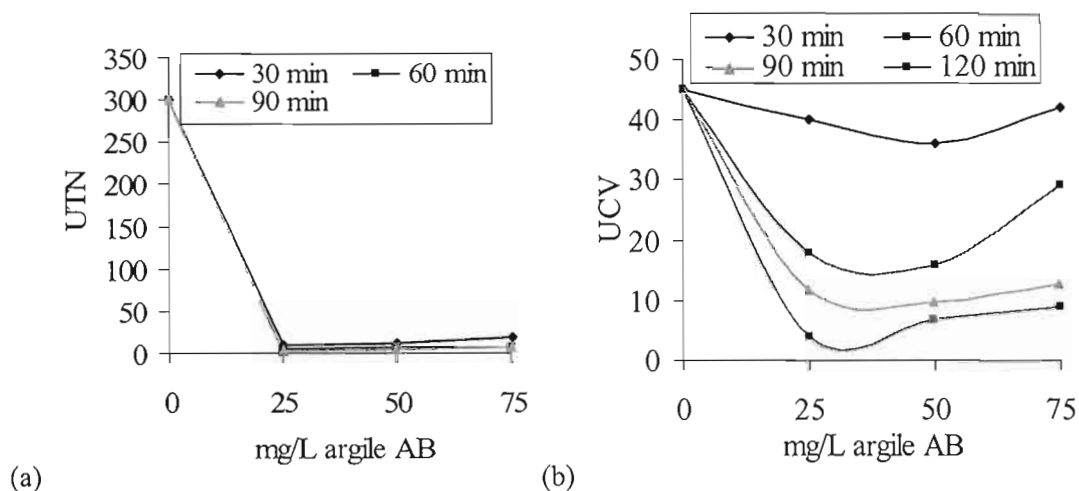 30 min 60 min
90 min
350
300
250
200
150
100
50
0
UTN
0 25 50 75
mg/L argile AB
(a)
30 min 60 min
90 min 120 min
50
40
30
20
10
0
UCV
0 25 50 75
mg/L argile AB
(b)